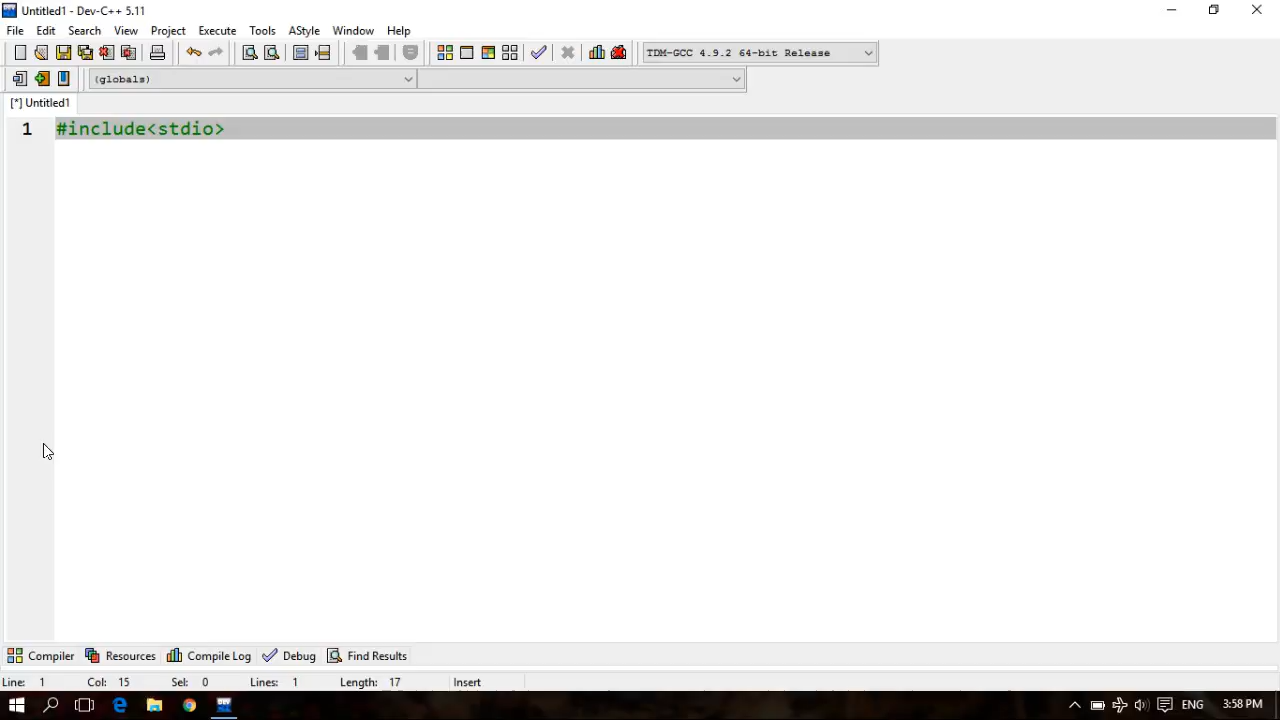 Untitled1 - Dev-C++ 5.11
File Edit Search View Project Execute Tools AStyle Window Help
TDM-GCC 4.9.2 64-bit Release
(globals)
[*] Untitled1
1 #include<stdio>
Compiler Resources Compile Log Debug Find Results
Line: 1 Col: 15 Sel: 0 Lines: 1 Length: 17 Insert
DEV ENG 3:58 PM